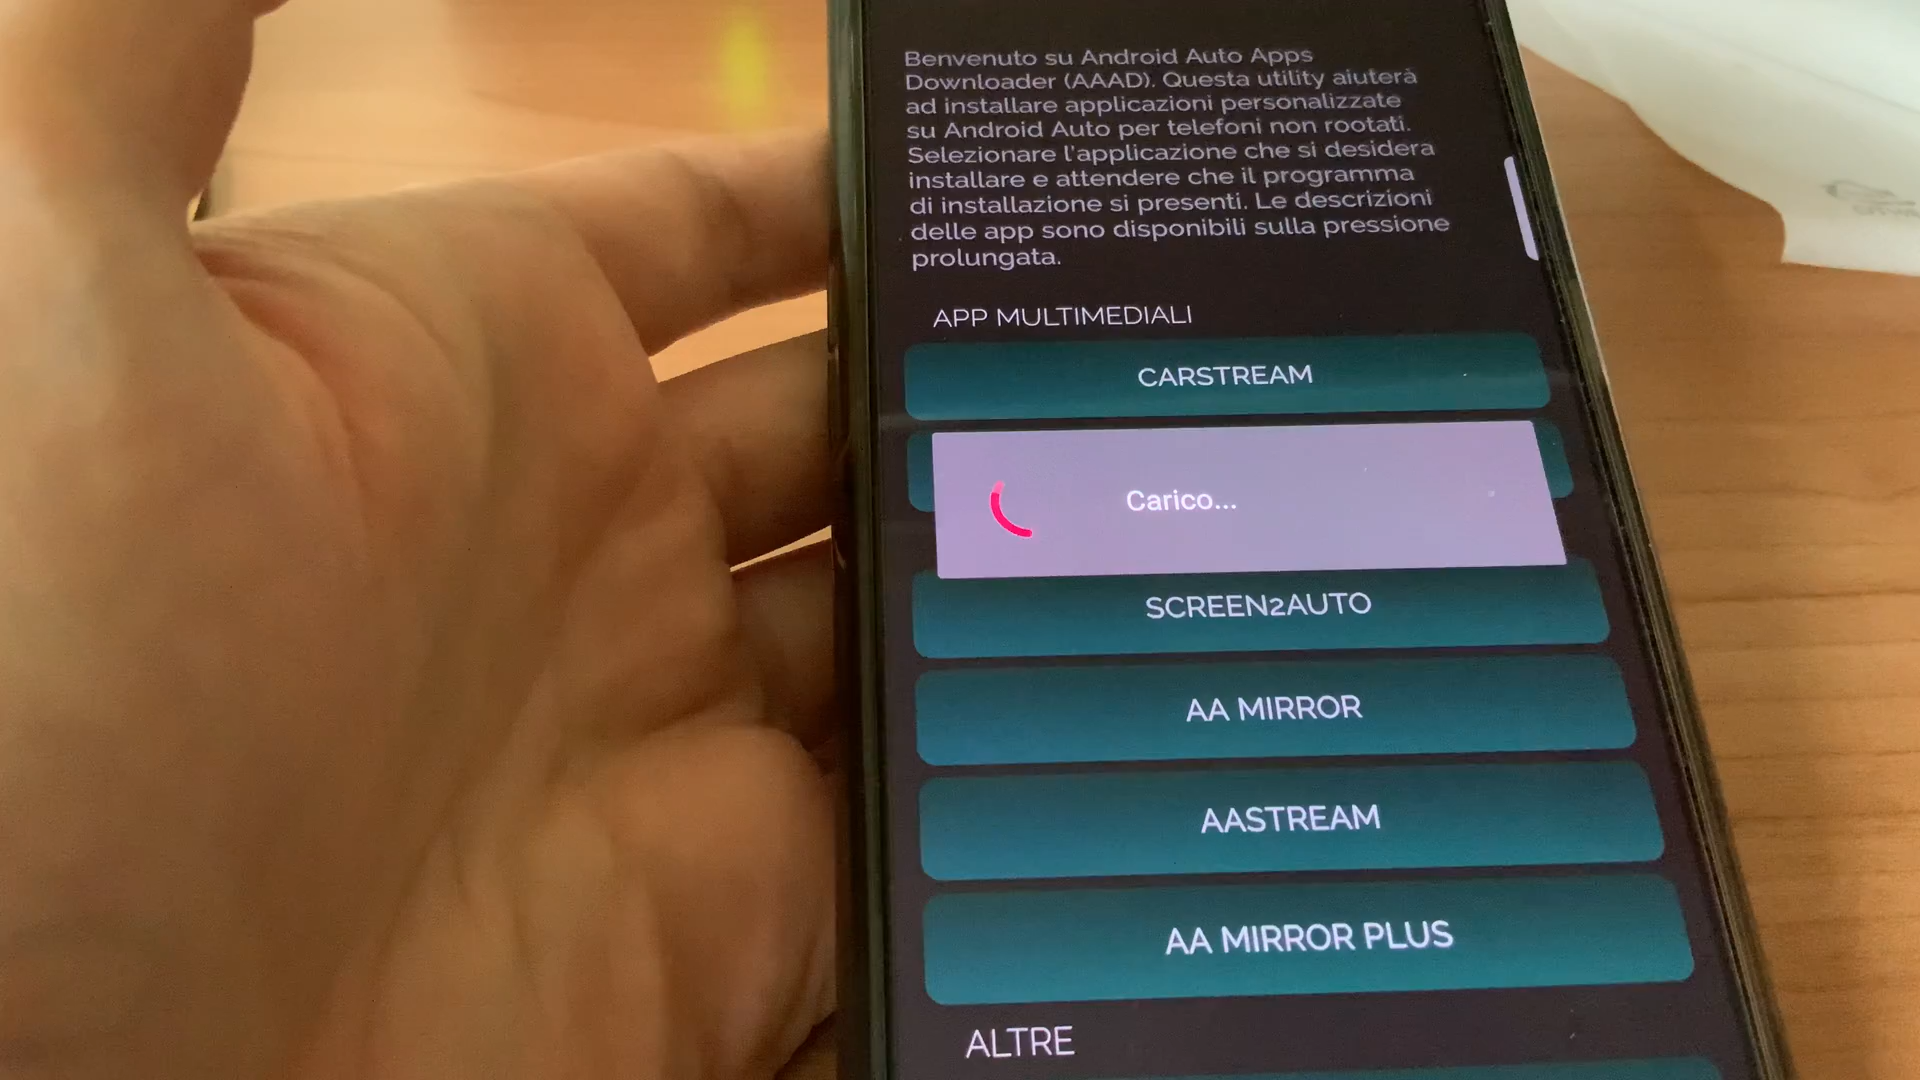 Benvenuto su Android Auto Apps
Downloader (AAAD). Questa utility aiuterà
ad installare applicazioni personalizzate
su Android Auto per telefoni non rootati.
Selezionare l'applicazione che si desidera
installare e attendere che il programma
di installazione si presenti. Le descrizioni
delle app sono disponibili sulla pressione
prolungata.
APP MULTIMEDIALI
CARSTREAM
Carico...
SCREEN2AUTO
AA MIRROR
AASTREAM
AA MIRROR PLUS
ALTRE